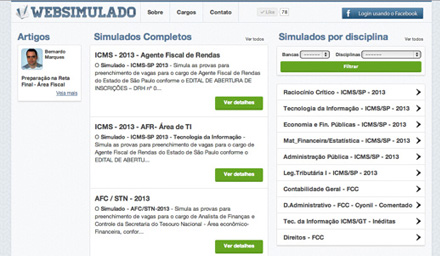 WEBSIMULADO
Sobre
Cargos
Contato
Like
78
Login usando o Facebook
Artigos
Bernardo
Marques
Preparação na Reta
Final - Área Fiscal
Veja mais
Simulados Completos
Ver todos
ICMS - 2013 - Agente Fiscal de Rendas
O Simulado - ICMS-SP 2013 - Simula as provas para
preenchimento de vagas para o cargo de Agente Fiscal de Rendas
do Estado de São Paulo conforme o EDITAL DE ABERTURA DE
INSCRIÇÕES – DRH nº 0...
Ver detalhes
ICMS - 2013 - AFR- Área de TI
O Simulado - ICMS-SP 2013 - Tecnologia da Informação -
Simula as provas para preenchimento de vagas para o cargo de
Agente Fiscal de Rendas do Estado de São Paulo conforme o
EDITAL DE ABERTU...
Ver detalhes
AFC / STN - 2013
O Simulado - AFC/STN-2013 - Simula as provas para
preenchimento de vagas para o cargo de Analista de Finanças e
Controle da Secretaria do Tesouro Nacional - Área econômico-
Financeira, confor...
Ver detalhes
Simulados por disciplina
Ver todos
Bancas ------ Disciplinas ------
Filtrar
Raciocínio Crítico - ICMS/SP - 2013
Tecnologia da Informação - ICMS/SP - 2013
Economia e Fin. Públicas - ICMS/SP - 2013
Mat_Financeira/Estatística - ICMS/SP - 2013
Administração Pública - ICMS/SP - 2013
Leg.Tributária I - ICMS/SP - 2013
Contabilidade Geral - FCC
D.Administrativo - FCC - Cyonil - Comentado
Tec. da Informação ICMS/GT - Inéditas
Direitos - FCC